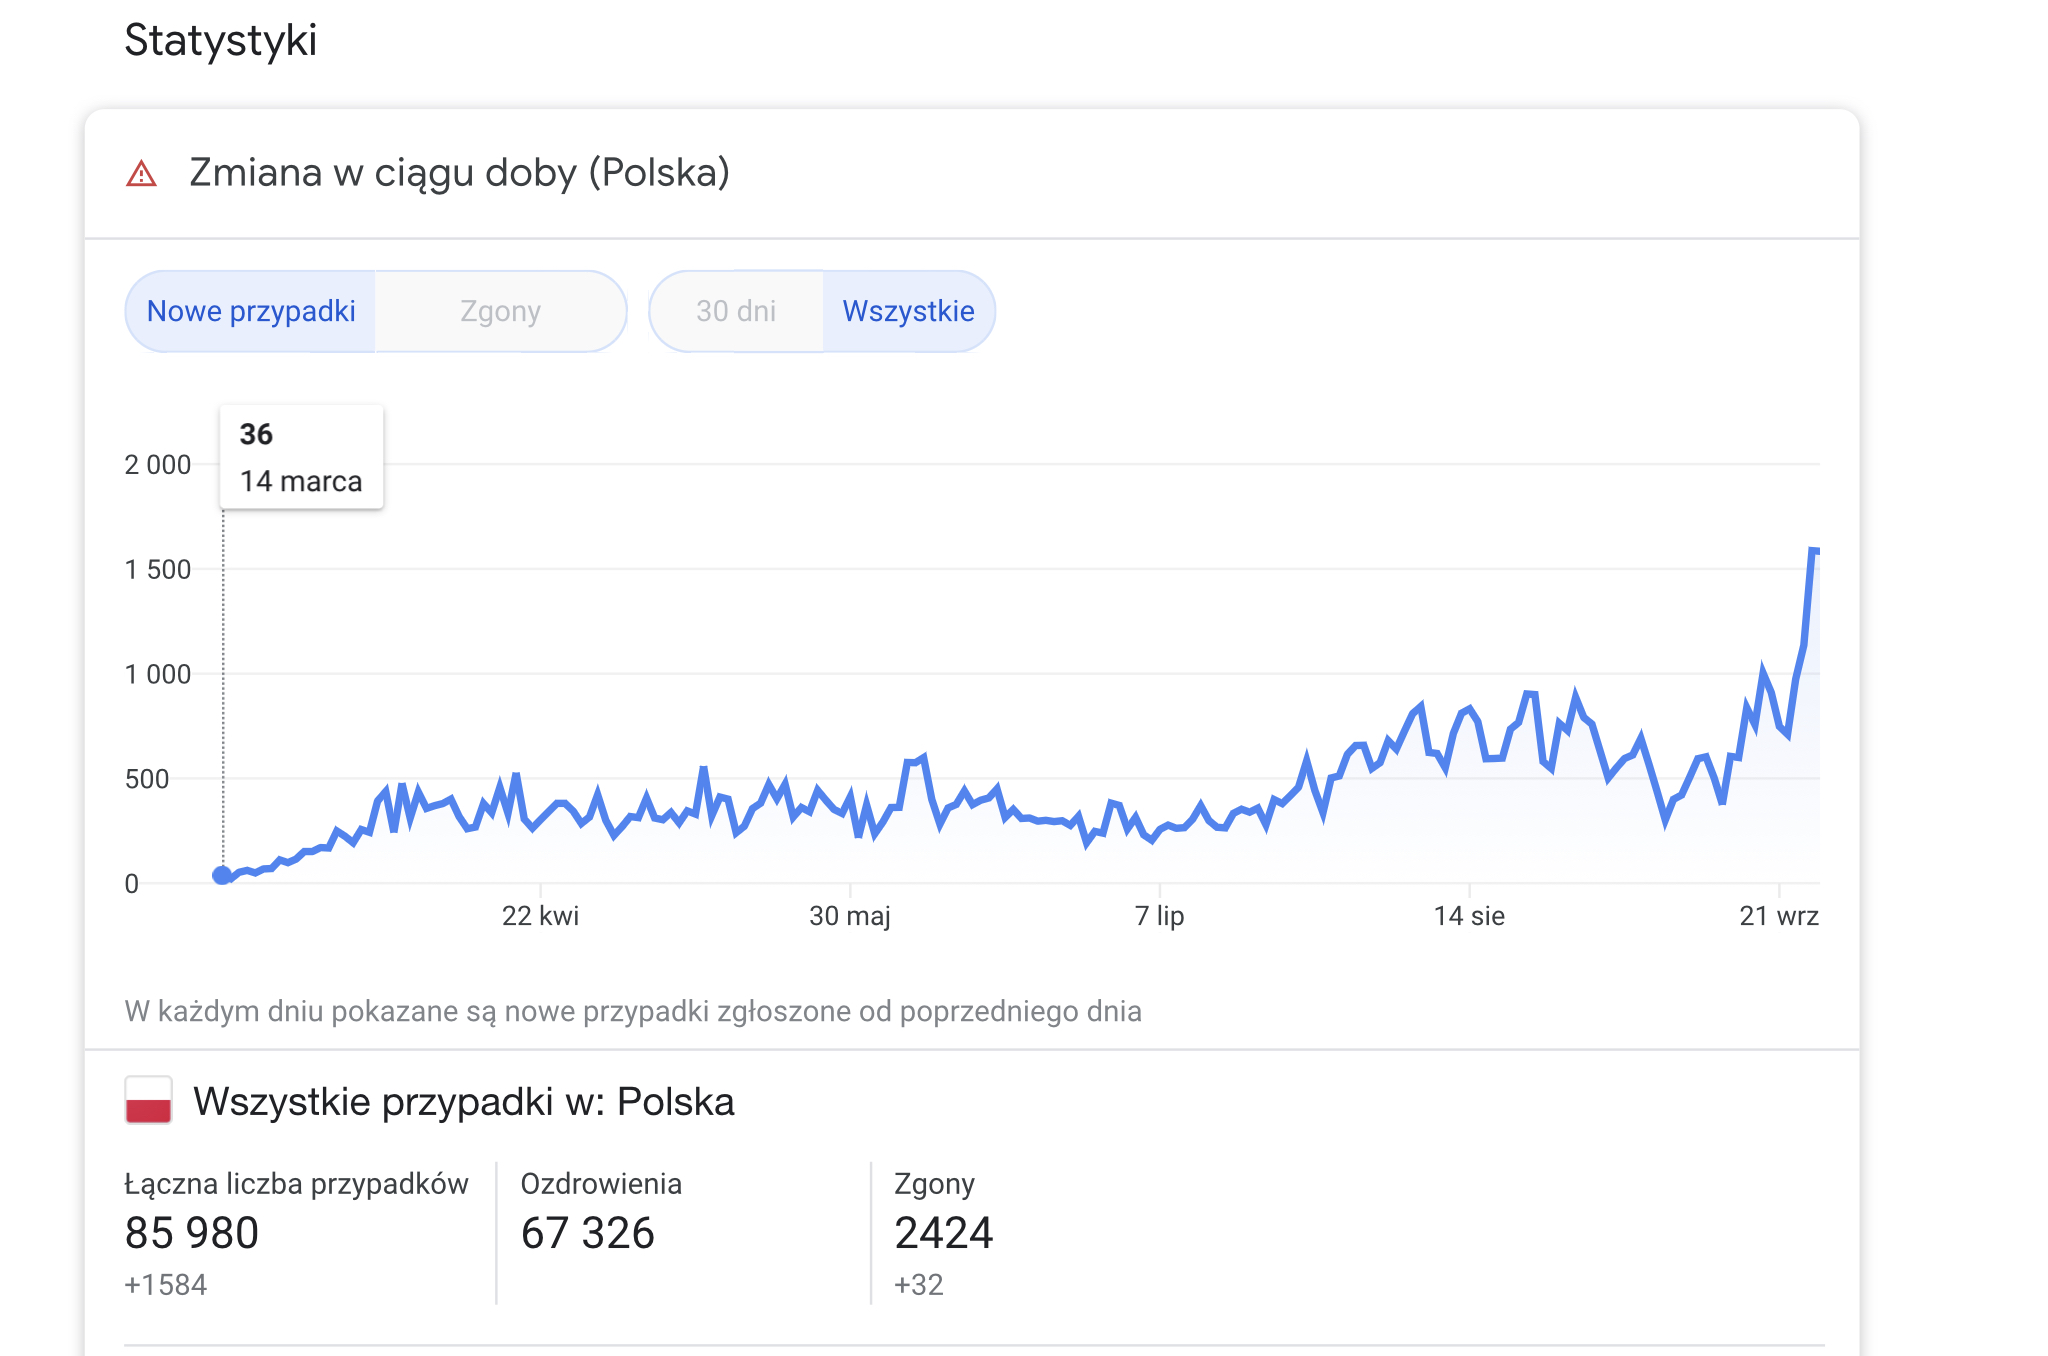 Statystyki
Zmiana w ciągu doby (Polska)
Nowe przypadki Zgony 30 dni Wszystkie
36
14 marca
2 000
1 500
1 000
500
0
22 kwi 30 maj 7 lip 14 sie 21 wrz
W każdym dniu pokazane są nowe przypadki zgłoszone od poprzedniego dnia
Wszystkie przypadki w: Polska
Łączna liczba przypadków Ozdrowienia Zgony
85 980 67 326 2424
+1584 +32